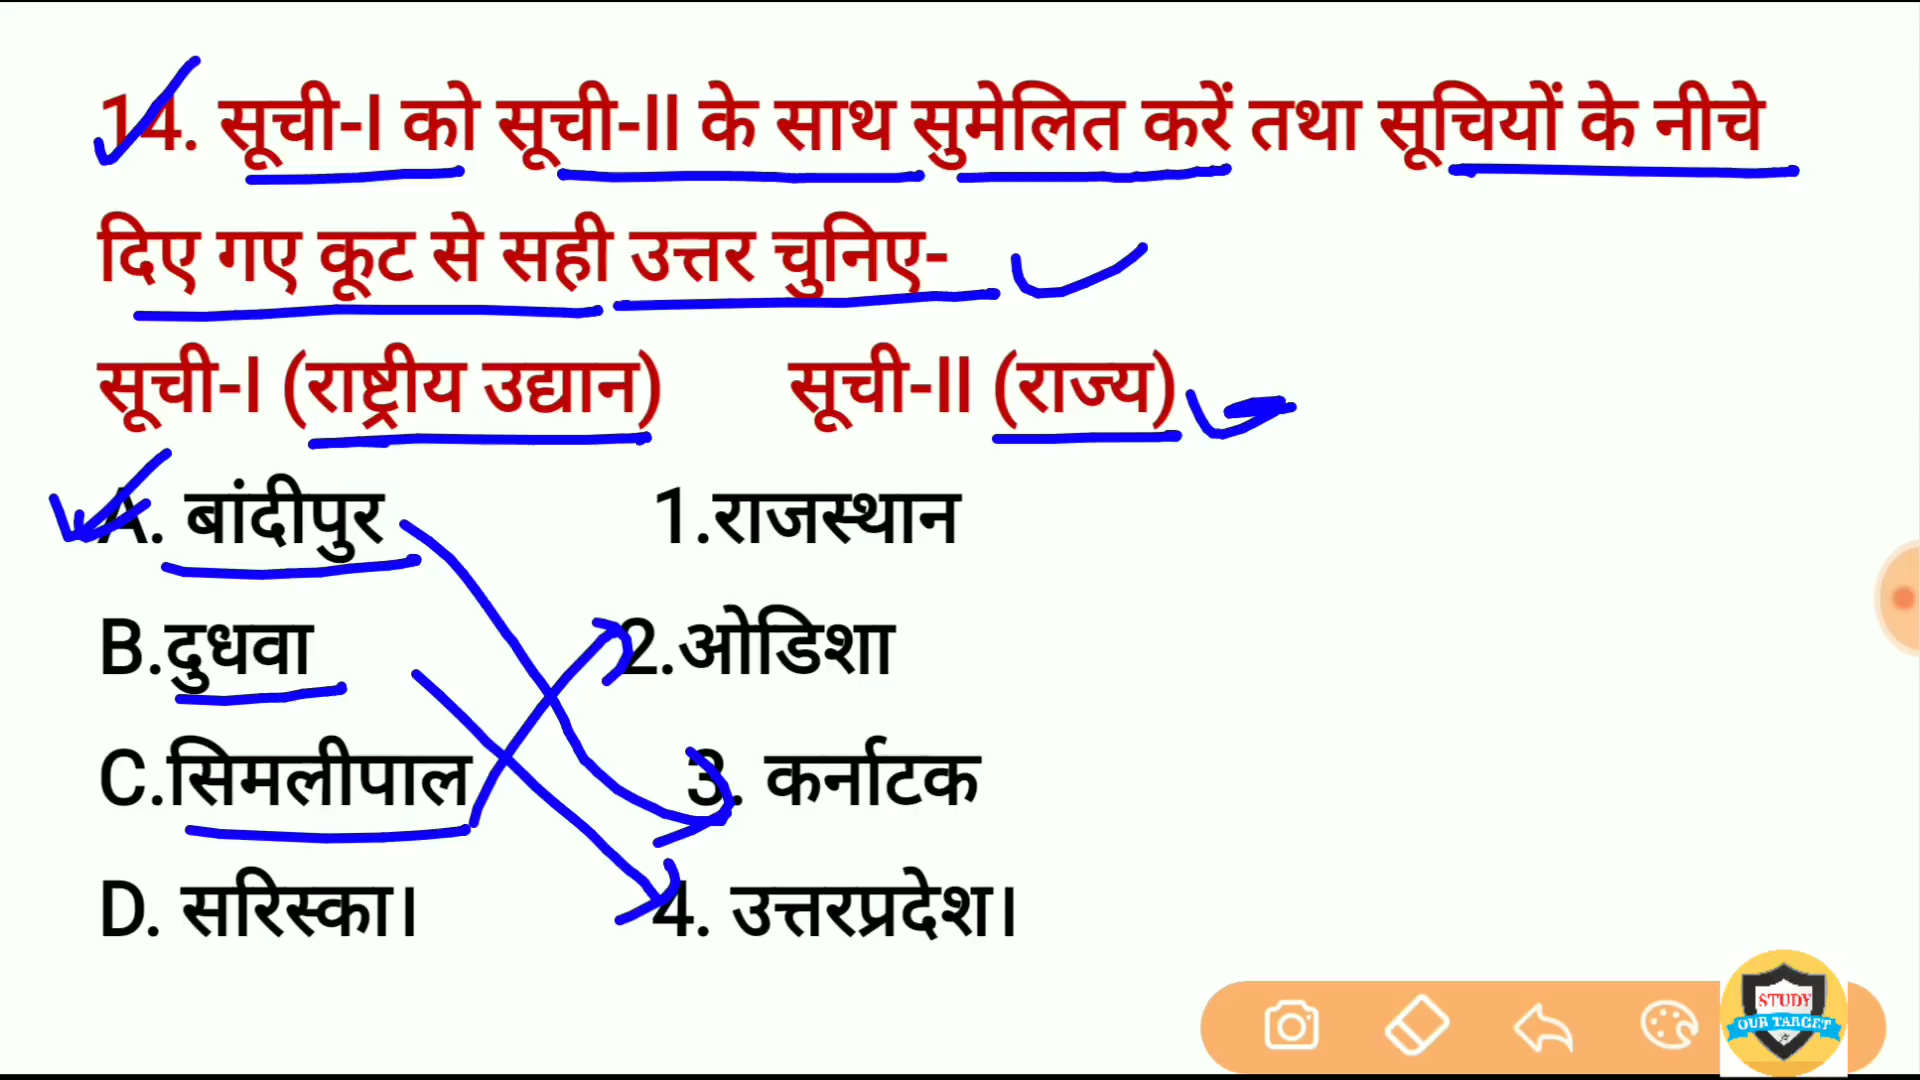 14. सूची-I को सूची-II के साथ सुमेलित करें तथा सूचियों के नीचे
दिए गए कूट से सही उत्तर चुनिए-
सूची-I (राष्ट्रीय उद्यान) सूची-II (राज्य)
A. बांदीपुर 1.राजस्थान
B.दुधवा 2.ओडिशा
C.सिमलीपाल 3. कर्नाटक
D. सरिस्का। 4. उत्तरप्रदेश।
STUDY
OUR TARGET